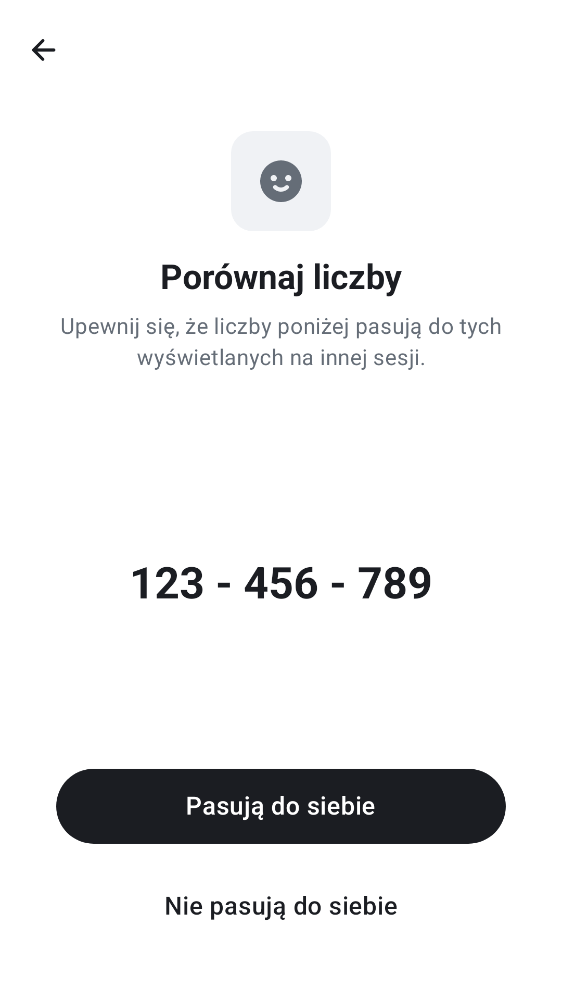 Porównaj liczby
Upewnij się, że liczby poniżej pasują do tych
wyświetlanych na innej sesji.
123 - 456 - 789
Pasują do siebie
Nie pasują do siebie